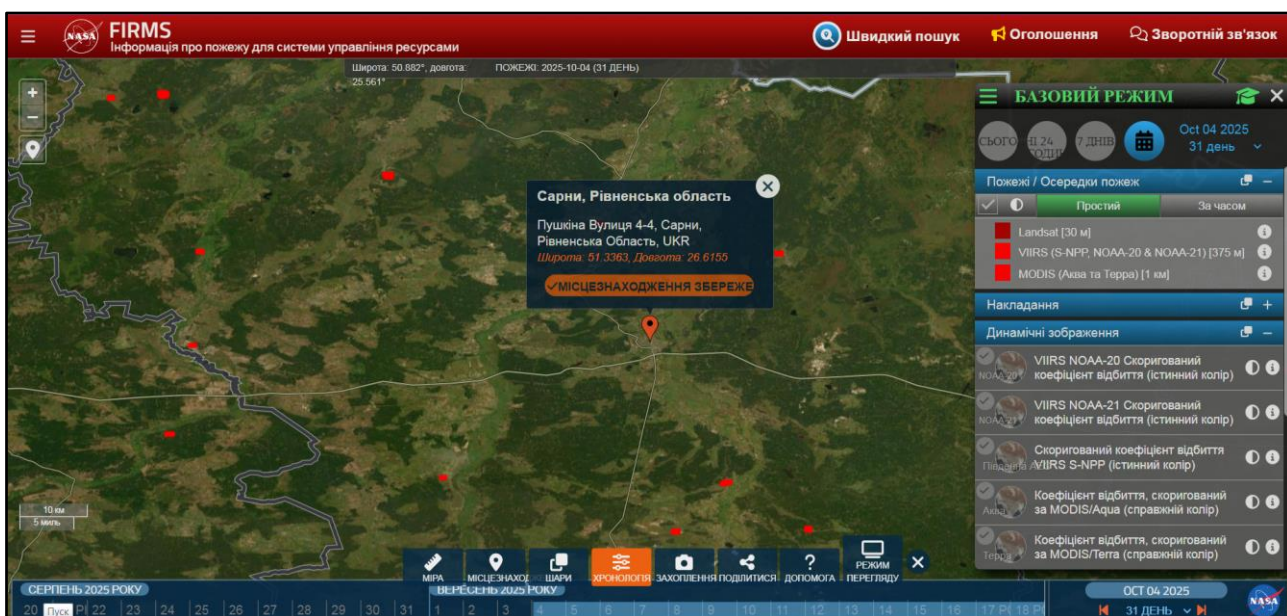 NASA
FIRMS
Інформація про пожежу для системи управління ресурсами
Швидкий пошук
Оголошення
Зворотній зв'язок
Широта: 50.882°, довгота:
25.561°
ПОЖЕЖІ: 2025-10-04 (31 ДЕНЬ)
+
−
БАЗОВИЙ РЕЖИМ
7 ДНІВ
Oct 04 2025
31 день
Пожежі / Осередки пожеж
Простий
За часом
Landsat [30 м]
VIIRS (S-NPP, NOAA-20 & NOAA-21) [375 м]
MODIS (Аква та Терра) [1 км]
Накладання
Динамічні зображення
VIIRS NOAA-20 Скоригований
коефіцієнт відбиття (істинний колір)
NOAA-20
VIIRS NOAA-21 Скоригований
коефіцієнт відбиття (істинний колір)
NOAA-21
Скоригований коефіцієнт відбиття
VIIRS S-NPP (істинний колір)
Коефіцієнт відбиття, скоригований
за MODIS/Aqua (справжній колір)
Аква
Коефіцієнт відбиття, скоригований
за MODIS/Terra (справжній колір)
Терра
Сарни, Рівненська область
Пушкіна Вулиця 4-4, Сарни,
Рівненська Область, UKR
Широта: 51.3363, Довгота: 26.6155
МІСЦЕЗНАХОДЖЕННЯ ЗБЕРЕЖЕ
10 км
5 миль
МІРА
МІСЦЕЗНАХОД
ШАРИ
ХРОНОЛОГІЯ
ЗАХОПЛЕННЯ
ПОДІЛИТИСЯ
ДОПОМОГА
РЕЖИМ
ПЕРЕГЛЯДУ
СЕРПЕНЬ 2025 РОКУ
ВЕРЕСЕНЬ 2025 РОКУ
20 Пуск 22 23 24 25 26 27 28 29 30 31 1 2 3 4 5 6 7 8 9 10 11 12 13 14 15 16 17 18
OCT 04 2025
31 ДЕНЬ
NASA